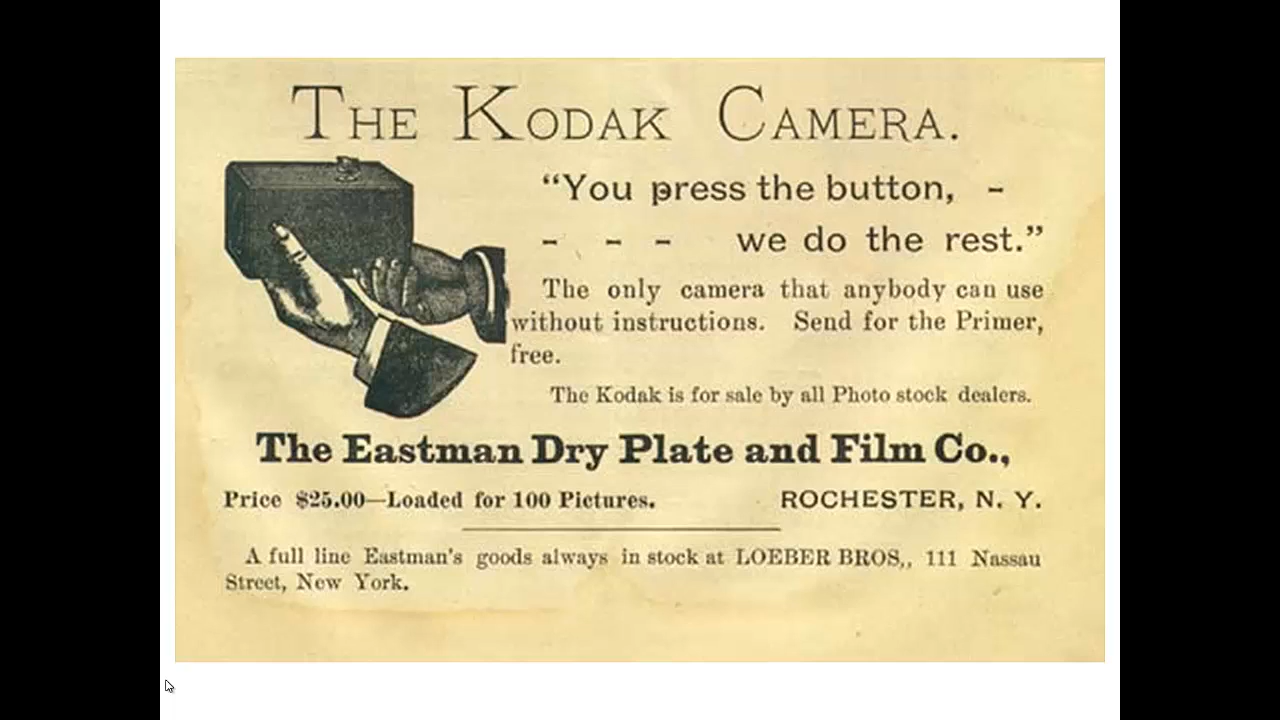 THE KODAK CAMERA.
“You press the button, -
- - - we do the rest.”
The only camera that anybody can use
without instructions. Send for the Primer,
free.
The Kodak is for sale by all Photo stock dealers.
The Eastman Dry Plate and Film Co.,
Price $25.00—Loaded for 100 Pictures. ROCHESTER, N. Y.
A full line Eastman's goods always in stock at LOEBER BROS,, 111 Nassau
Street, New York.